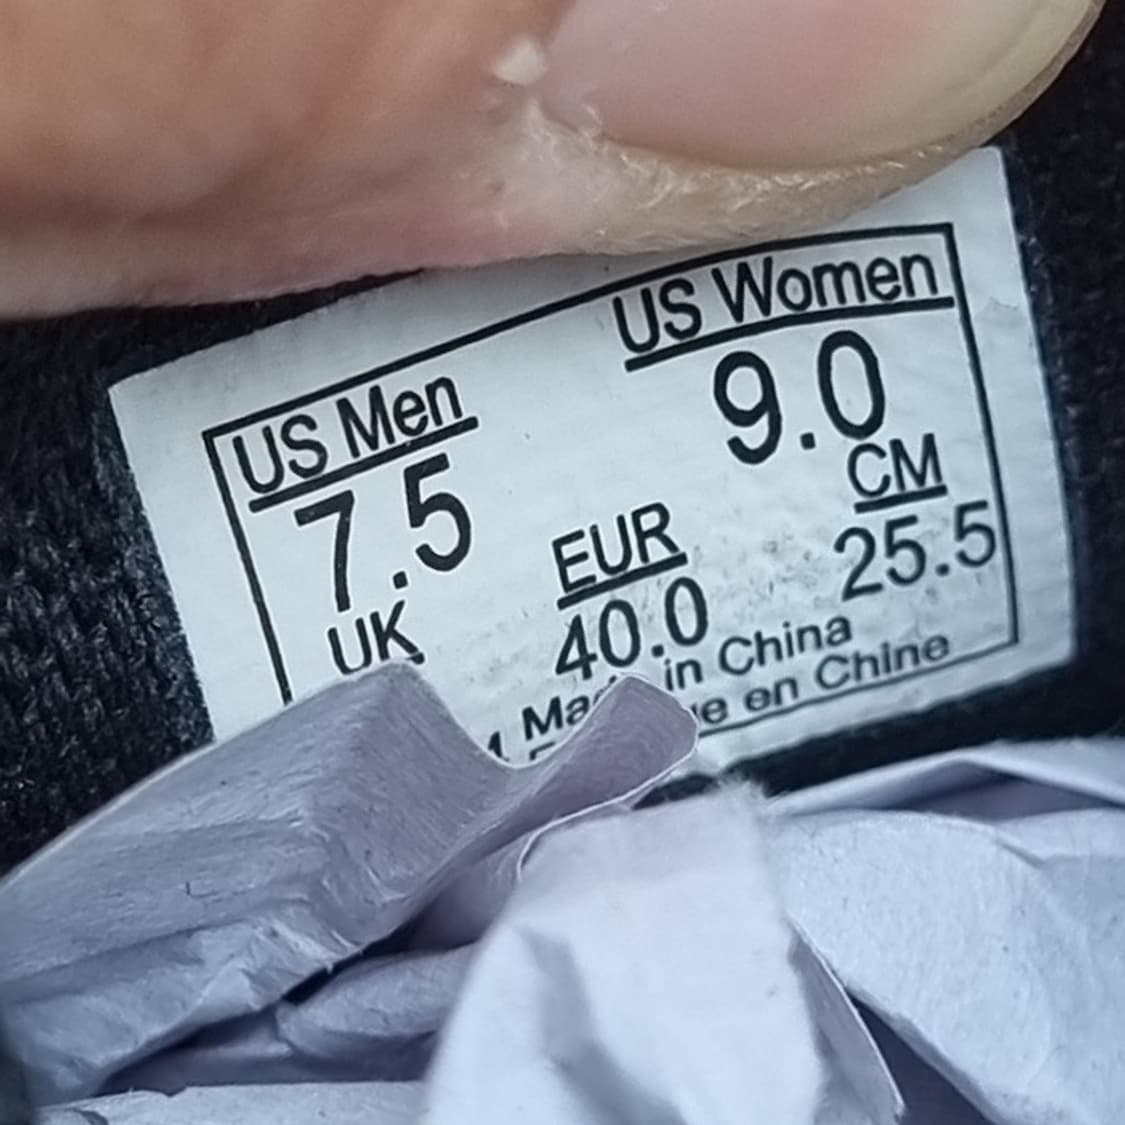 US Men US Women
7.5 9.0
UK EUR CM
40.0 25.5
in China
en Chine